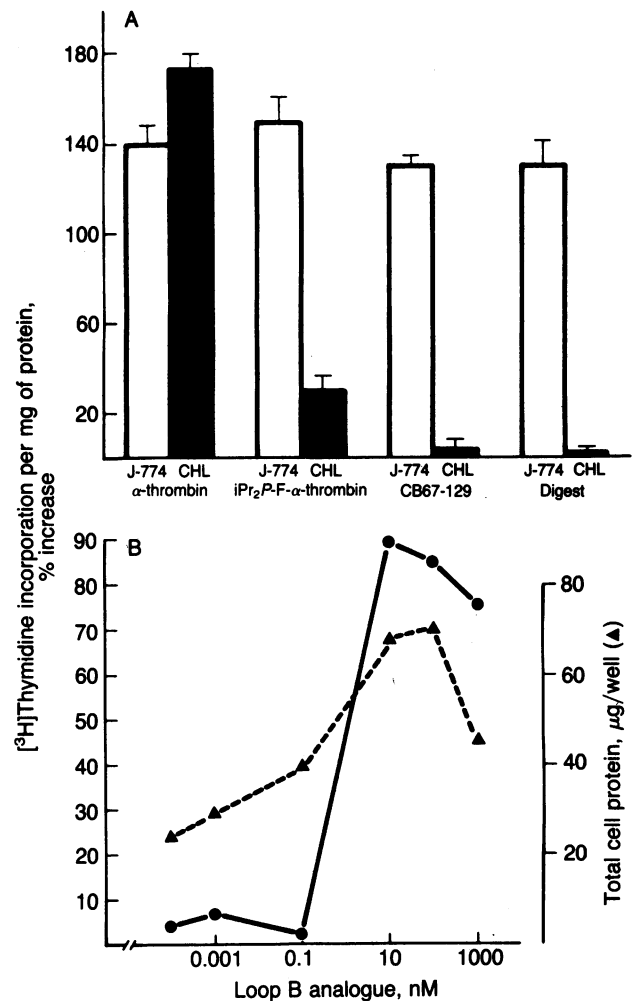 A
180
140
100
60
20
J-774 CHL J-774 CHL J-774 CHL J-774 CHL
α-thrombin iPr₂P-F-α-thrombin CB67-129 Digest
[³H]Thymidine incorporation per mg of protein,
% increase
B
90
80
70
60
50
40
30
20
10
80
60
40
20
Total cell protein, μg/well (▲)
0.001 0.1 10 1000
Loop B analogue, nM